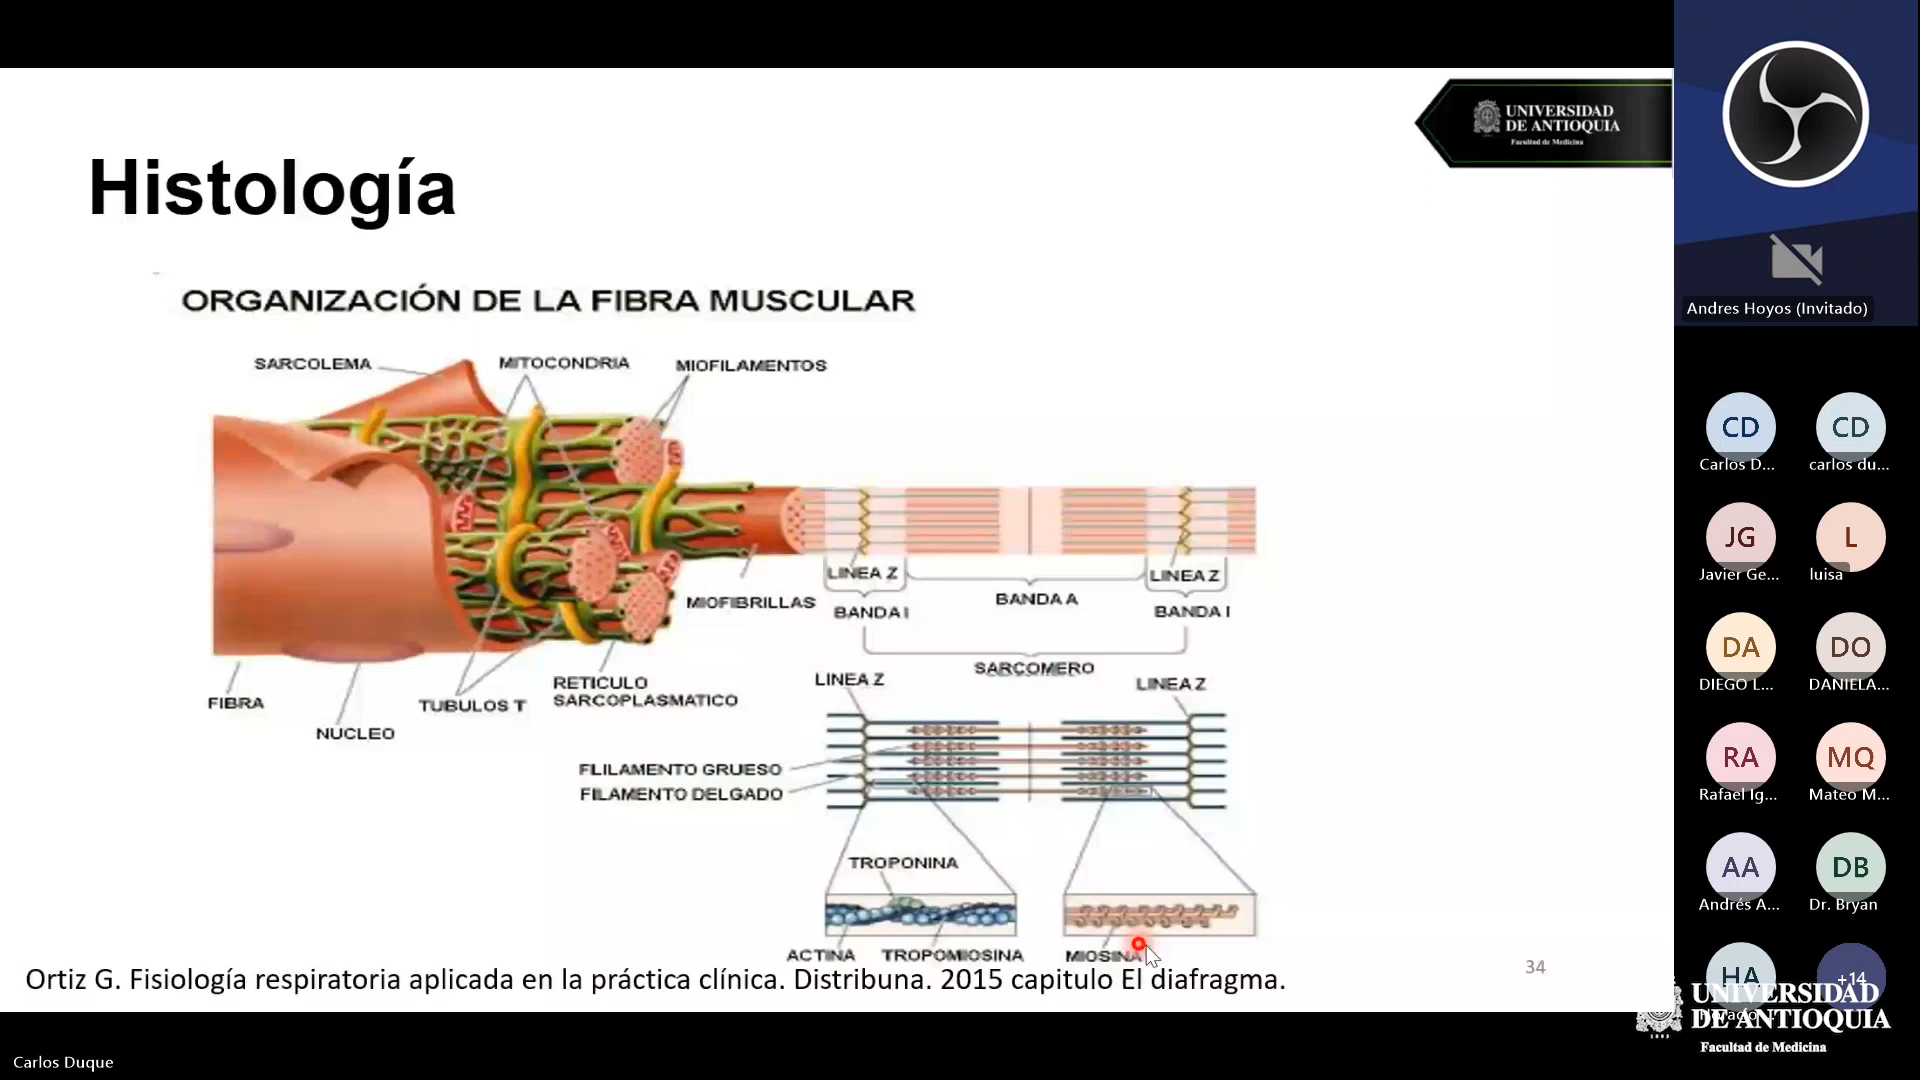 UNIVERSIDAD
DE ANTIOQUIA
Facultad de Medicina
Histología
ORGANIZACIÓN DE LA FIBRA MUSCULAR
SARCOLEMA
MITOCONDRIA
MIOFILAMENTOS
LINEA Z
LINEA Z
MIOFIBRILLAS
BANDA I
BANDA A
BANDA I
SARCOMERO
FIBRA
NUCLEO
TUBULOS T
RETICULO
SARCOPLASMATICO
LINEA Z
LINEA Z
FLILAMENTO GRUESO
FILAMENTO DELGADO
TROPONINA
ACTINA
TROPOMIOSINA
MIOSINA
Ortiz G. Fisiología respiratoria aplicada en la práctica clínica. Distribuna. 2015 capitulo El diafragma.
34
Carlos Duque
Andres Hoyos (Invitado)
CD
Carlos D...
CD
carlos du...
JG
Javier Ge...
L
luisa
DA
DIEGO L...
DO
DANIELA...
RA
Rafael Ig...
MQ
Mateo M...
AA
Andrés A...
DB
Dr. Bryan
HA
+14
UNIVERSIDAD
DE ANTIOQUIA
Facultad de Medicina